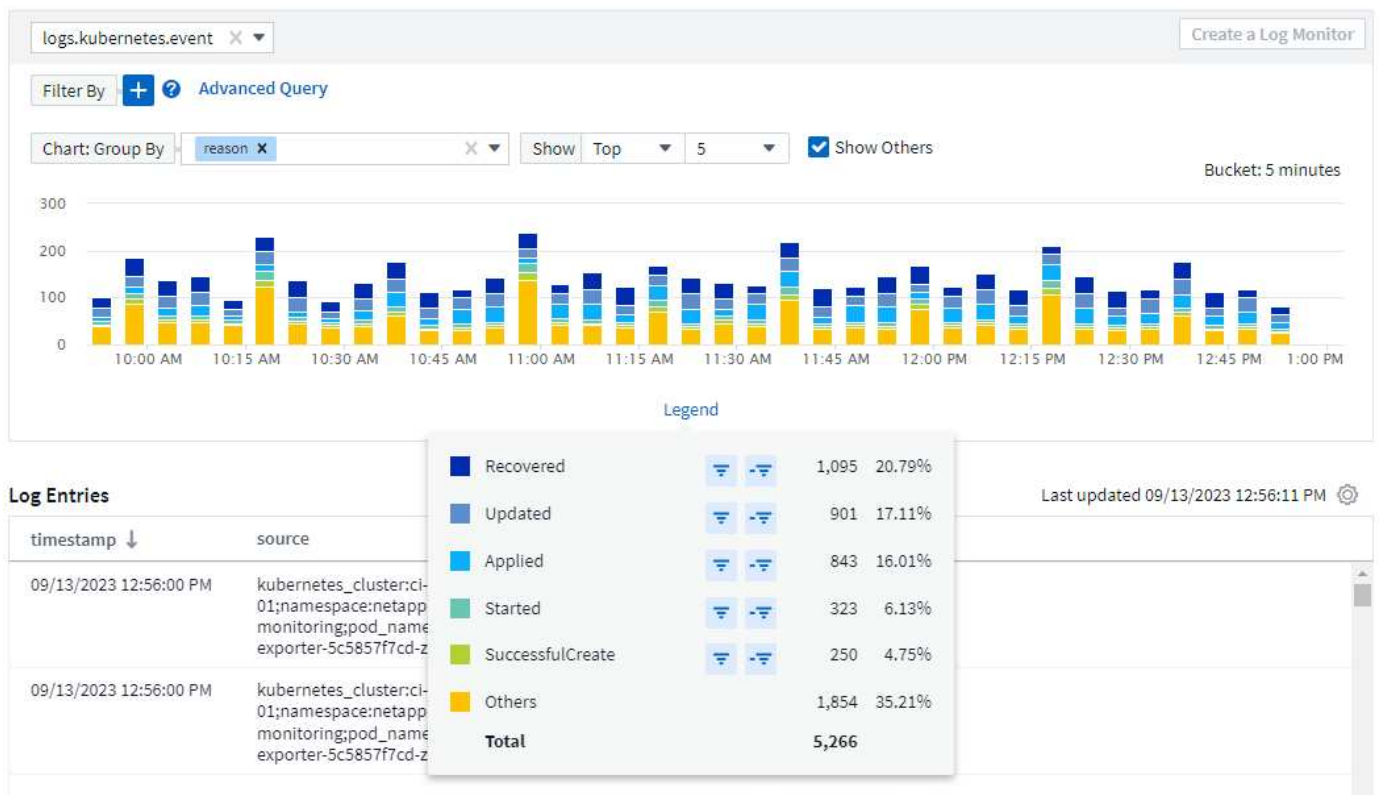 logs.kubernetes.event
Create a Log Monitor
Filter By
Advanced Query
Chart: Group By reason Show Top 5 Show Others
Bucket: 5 minutes
300
200
100
0
10:00 AM 10:15 AM 10:30 AM 10:45 AM 11:00 AM 11:15 AM 11:30 AM 11:45 AM 12:00 PM 12:15 PM 12:30 PM 12:45 PM 1:00 PM
Legend
Recovered 1,095 20.79%
Updated 901 17.11%
Applied 843 16.01%
Started 323 6.13%
SuccessfulCreate 250 4.75%
Others 1,854 35.21%
Total 5,266
Log Entries
Last updated 09/13/2023 12:56:11 PM
timestamp source
09/13/2023 12:56:00 PM kubernetes_cluster:ci-
01;namespace:netapp
monitoring;pod_name
exporter-5c5857f7cd-z
09/13/2023 12:56:00 PM kubernetes_cluster:ci-
01;namespace:netapp
monitoring;pod_name
exporter-5c5857f7cd-z